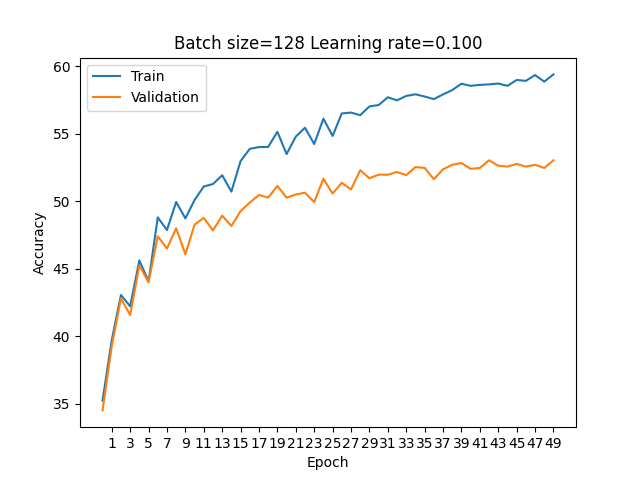 Batch size=128 Learning rate=0.100
Train
Validation
60
55
50
45
40
35
Accuracy
1 3 5 7 9 11 13 15 17 19 21 23 25 27 29 31 33 35 37 39 41 43 45 47 49
Epoch